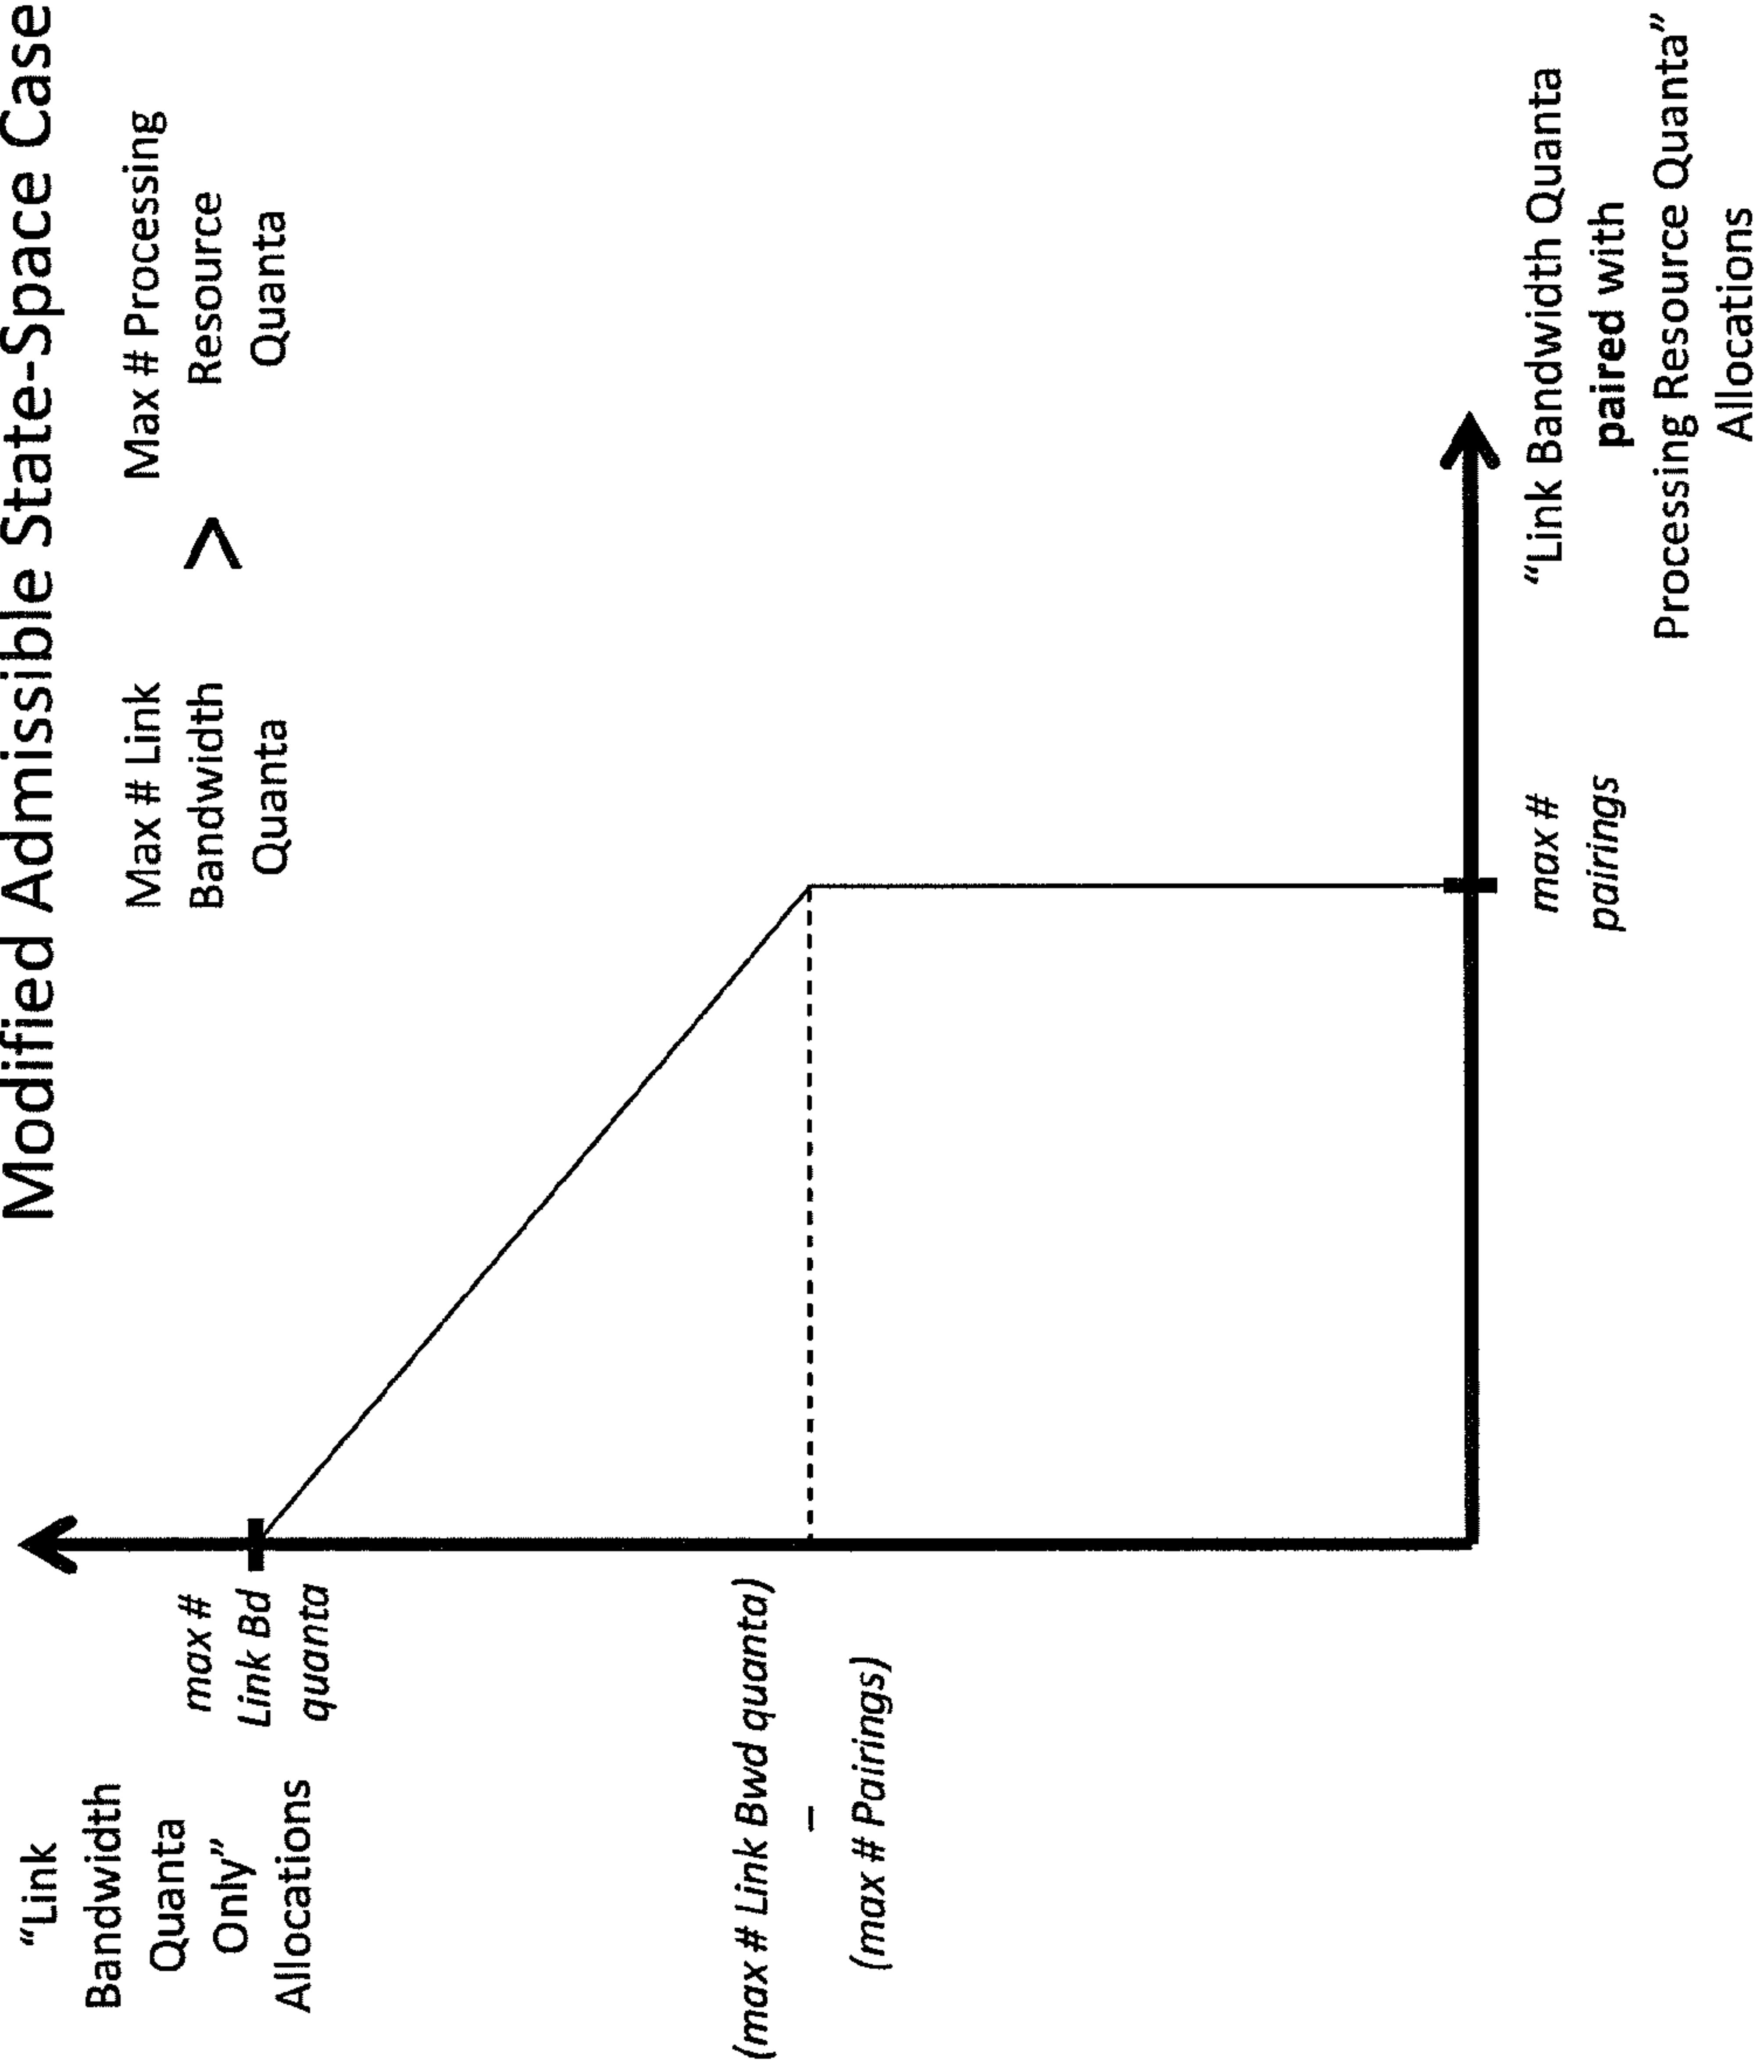 Modified Admissible State-Space Case
Max # Link
Bandwidth
Quanta
>
Max # Processing
Resource
Quanta
“Link
Bandwidth
Quanta
Only”
Allocations
max #
Link Bd
quanta
(max # Link Bwd quanta)
–
(max # Pairings)
max #
pairings
“Link Bandwidth Quanta
paired with
Processing Resource Quanta”
Allocations